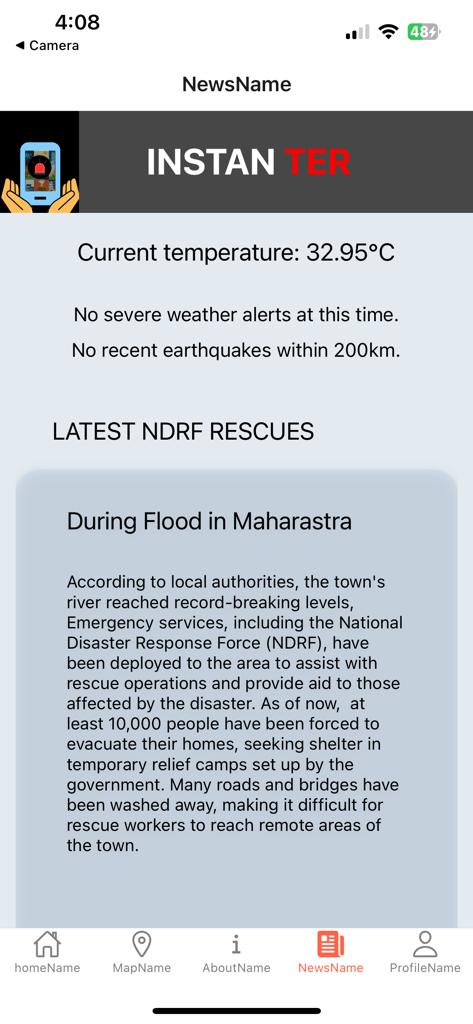 4:08
48
◀ Camera
NewsName
INSTAN TER
Current temperature: 32.95°C
No severe weather alerts at this time.
No recent earthquakes within 200km.
LATEST NDRF RESCUES
During Flood in Maharastra
According to local authorities, the town's
river reached record-breaking levels,
Emergency services, including the National
Disaster Response Force (NDRF), have
been deployed to the area to assist with
rescue operations and provide aid to those
affected by the disaster. As of now,  at
least 10,000 people have been forced to
evacuate their homes, seeking shelter in
temporary relief camps set up by the
government. Many roads and bridges have
been washed away, making it difficult for
rescue workers to reach remote areas of
the town.
homeName
MapName
AboutName
NewsName
ProfileName